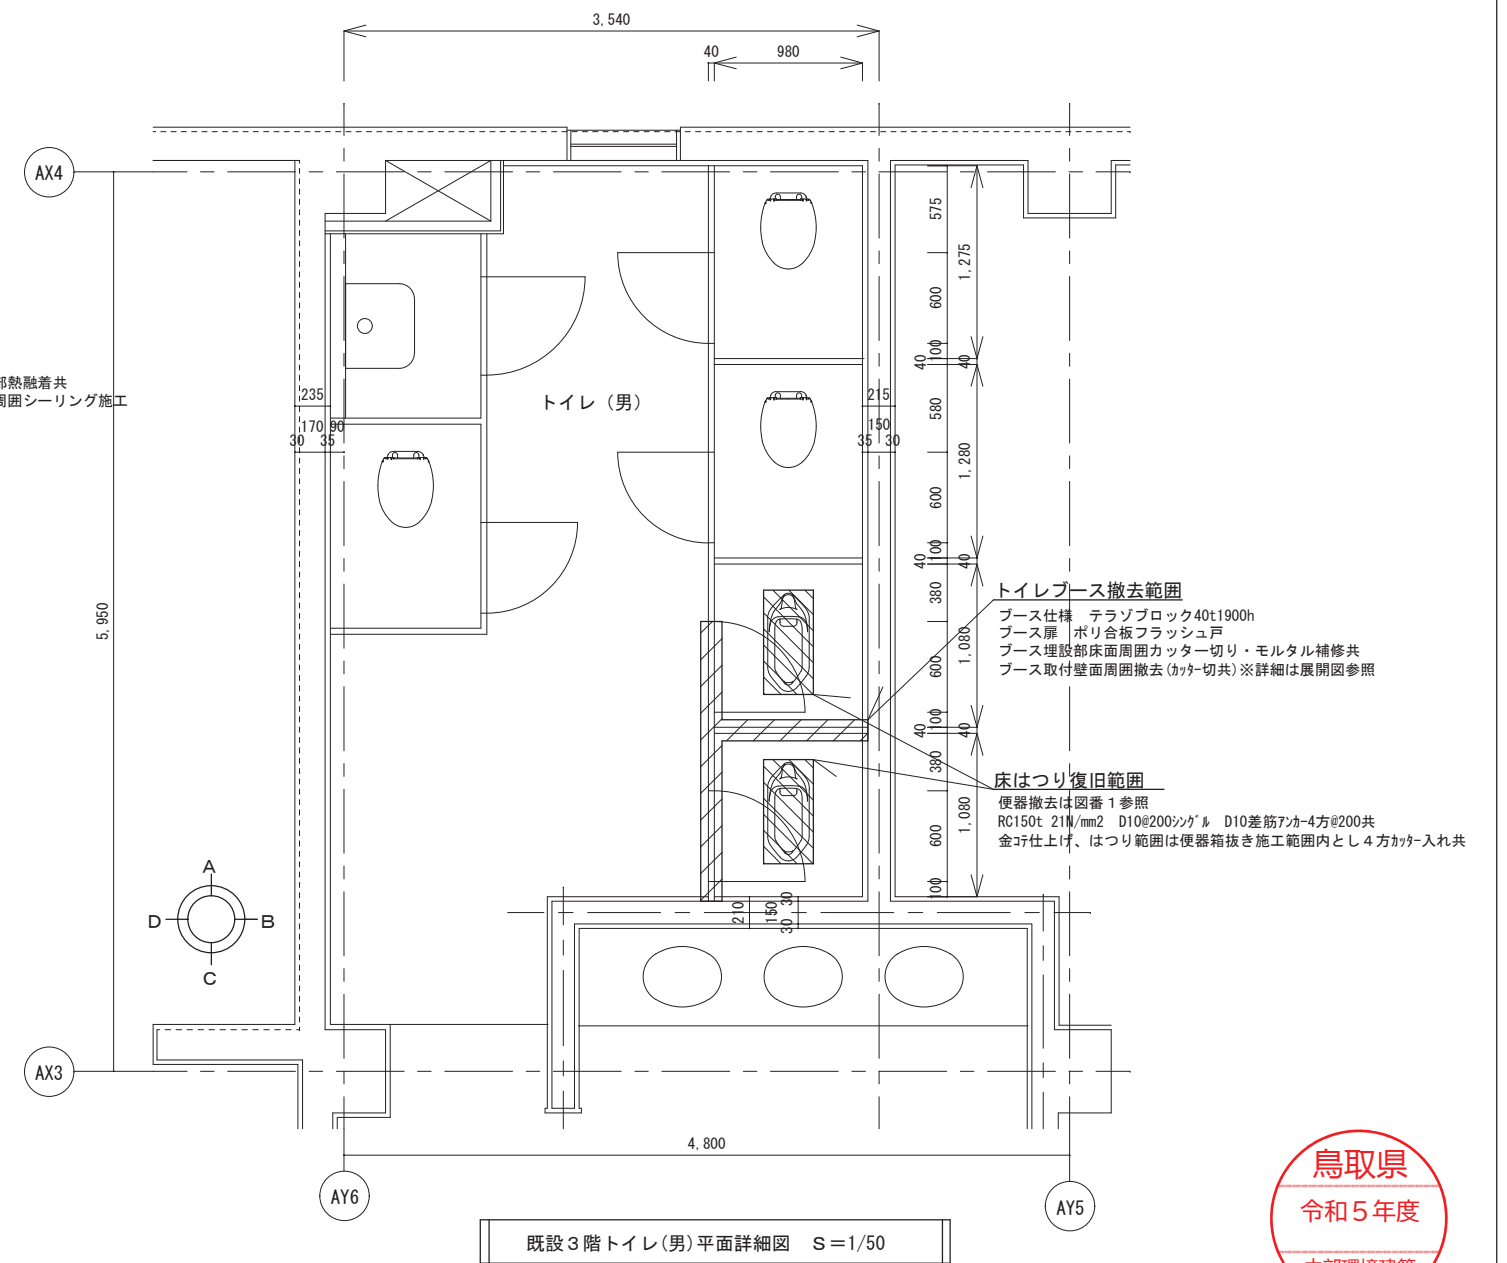 3,540
40
980
AX4
575
1,275
600
100
40
40
部熱融着共
周囲シーリング施工
トイレ（男）
235
170
90
30
35
215
150
35
30
580
1,280
600
100
40
40
5,950
380
1,080
600
100
40
40
トイレブース撤去範囲
ブース仕様　テラゾブロック40t1900h
ブース扉　ポリ合板フラッシュ戸
ブース埋設部床面周囲カッター切り・モルタル補修共
ブース取付壁面周囲撤去(ｶｯﾀｰ切共)※詳細は展開図参照
380
1,080
600
100
床はつり復旧範囲
便器撤去は図番１参照
RC150t 21N/mm2　D10@200ｼﾝｸﾞﾙ　D10差筋ｱﾝｶｰ4方@200共
金ｺﾃ仕上げ、はつり範囲は便器箱抜き施工範囲内とし４方ｶｯﾀｰ入れ共
A
D
B
C
210
150
30
30
AX3
4,800
AY6
AY5
既設３階トイレ(男)平面詳細図　Ｓ＝1/50
鳥取県
令和５年度